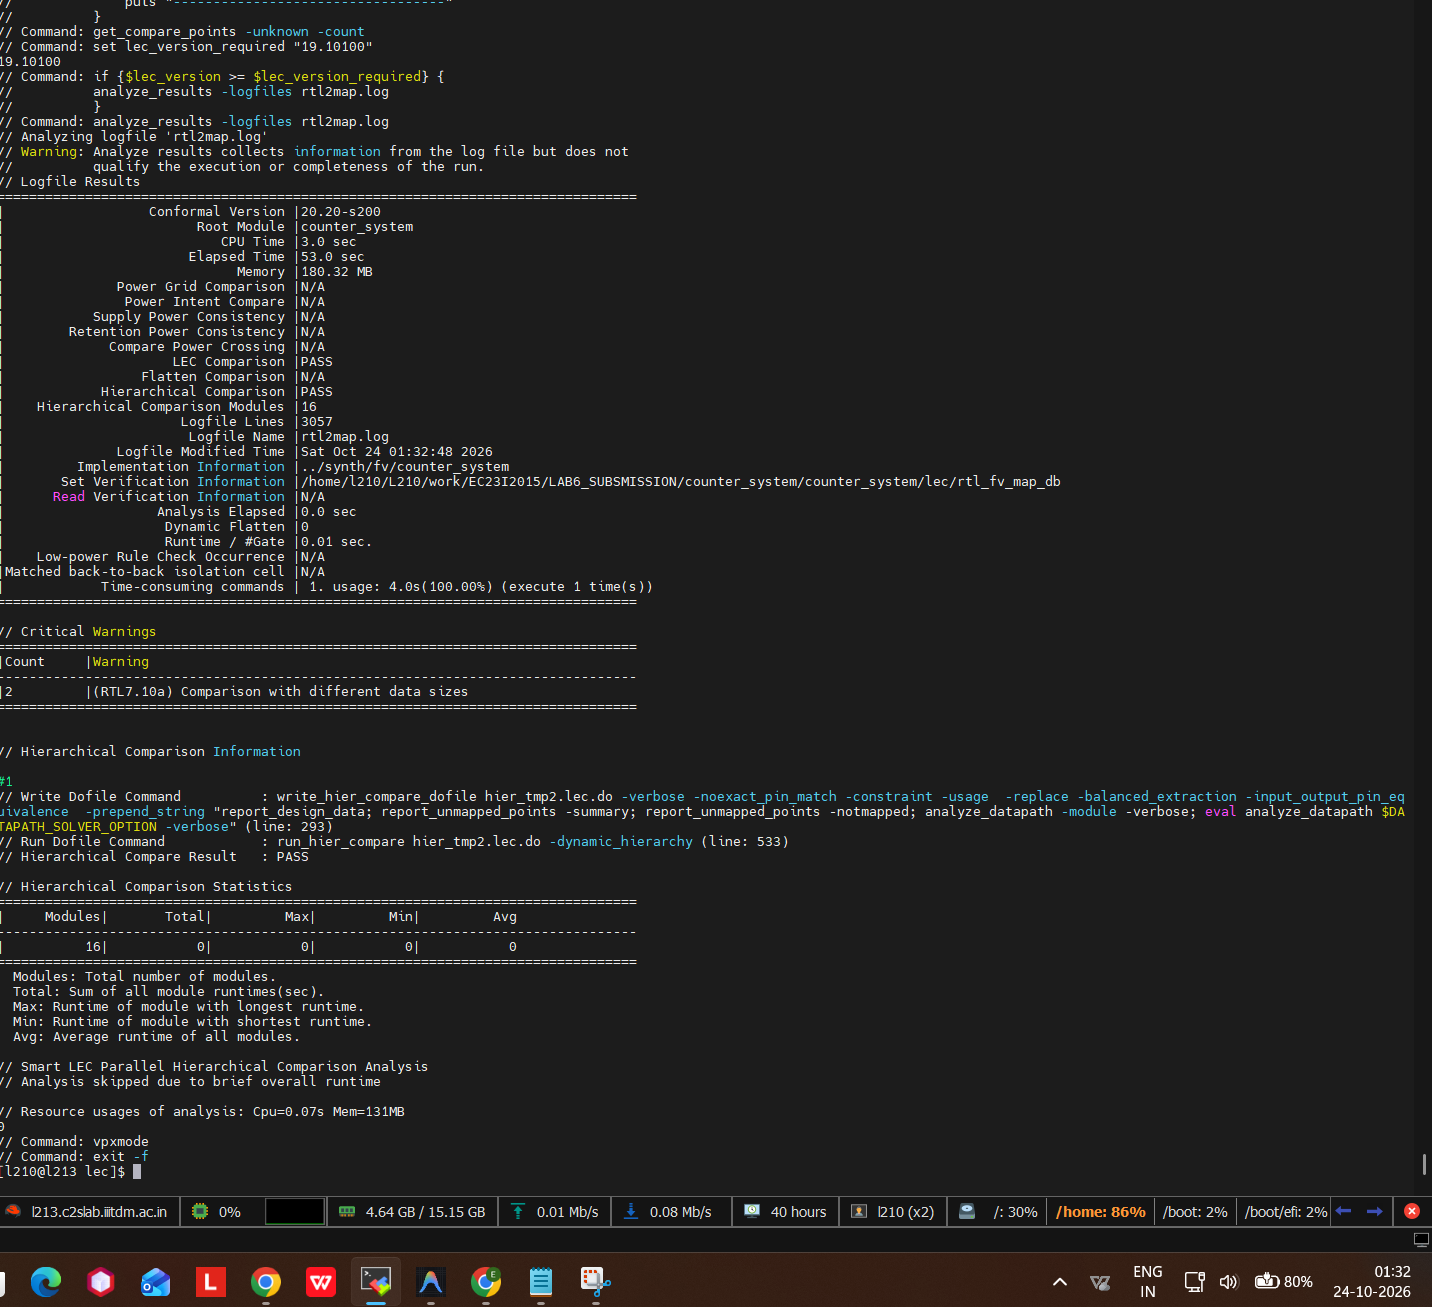 //              puts "----------------------------------"
//          }
// Command: get_compare_points -unknown -count
// Command: set lec_version_required "19.10100"
19.10100
// Command: if {$lec_version >= $lec_version_required} {
//          analyze_results -logfiles rtl2map.log
//          }
// Command: analyze_results -logfiles rtl2map.log
// Analyzing logfile 'rtl2map.log'
// Warning: Analyze results collects information from the log file but does not
//          qualify the execution or completeness of the run.
// Logfile Results
================================================================================
|                  Conformal Version |20.20-s200
|                        Root Module |counter_system
|                           CPU Time |3.0 sec
|                       Elapsed Time |53.0 sec
|                             Memory |180.32 MB
|              Power Grid Comparison |N/A
|               Power Intent Compare |N/A
|           Supply Power Consistency |N/A
|        Retention Power Consistency |N/A
|             Compare Power Crossing |N/A
|                     LEC Comparison |PASS
|                 Flatten Comparison |N/A
|            Hierarchical Comparison |PASS
|    Hierarchical Comparison Modules |16
|                      Logfile Lines |3057
|                       Logfile Name |rtl2map.log
|              Logfile Modified Time |Sat Oct 24 01:32:48 2026
|         Implementation Information |../synth/fv/counter_system
|       Set Verification Information |/home/l210/L210/work/EC23I2015/LAB6_SUBSMISSION/counter_system/counter_system/lec/rtl_fv_map_db
|      Read Verification Information |N/A
|                   Analysis Elapsed |0.0 sec
|                    Dynamic Flatten |0
|                    Runtime / #Gate |0.01 sec.
|    Low-power Rule Check Occurrence |N/A
|Matched back-to-back isolation cell |N/A
|            Time-consuming commands | 1. usage: 4.0s(100.00%) (execute 1 time(s))
================================================================================
// Critical Warnings
================================================================================
|Count     |Warning
--------------------------------------------------------------------------------
|2         |(RTL7.10a) Comparison with different data sizes
================================================================================
// Hierarchical Comparison Information
#1
// Write Dofile Command          : write_hier_compare_dofile hier_tmp2.lec.do -verbose -noexact_pin_match -constraint -usage  -replace -balanced_extraction -input_output_pin_eq
uivalence  -prepend_string "report_design_data; report_unmapped_points -summary; report_unmapped_points -notmapped; analyze_datapath -module -verbose; eval analyze_datapath $DA
TAPATH_SOLVER_OPTION -verbose" (line: 293)
// Run Dofile Command            : run_hier_compare hier_tmp2.lec.do -dynamic_hierarchy (line: 533)
// Hierarchical Compare Result   : PASS
// Hierarchical Comparison Statistics
================================================================================
|     Modules|       Total|         Max|         Min|         Avg
--------------------------------------------------------------------------------
|          16|           0|           0|           0|           0
================================================================================
  Modules: Total number of modules.
  Total: Sum of all module runtimes(sec).
  Max: Runtime of module with longest runtime.
  Min: Runtime of module with shortest runtime.
  Avg: Average runtime of all modules.
// Smart LEC Parallel Hierarchical Comparison Analysis
// Analysis skipped due to brief overall runtime
// Resource usages of analysis: Cpu=0.07s Mem=131MB
0
// Command: vpxmode
// Command: exit -f
[l210@l213 lec]$
l213.c2slab.iiitdm.ac.in 0% 4.64 GB / 15.15 GB 0.01 Mb/s 0.08 Mb/s 40 hours l210 (x2) /: 30% /home: 86% /boot: 2% /boot/efi: 2%
ENG IN 80% 01:32
24-10-2026